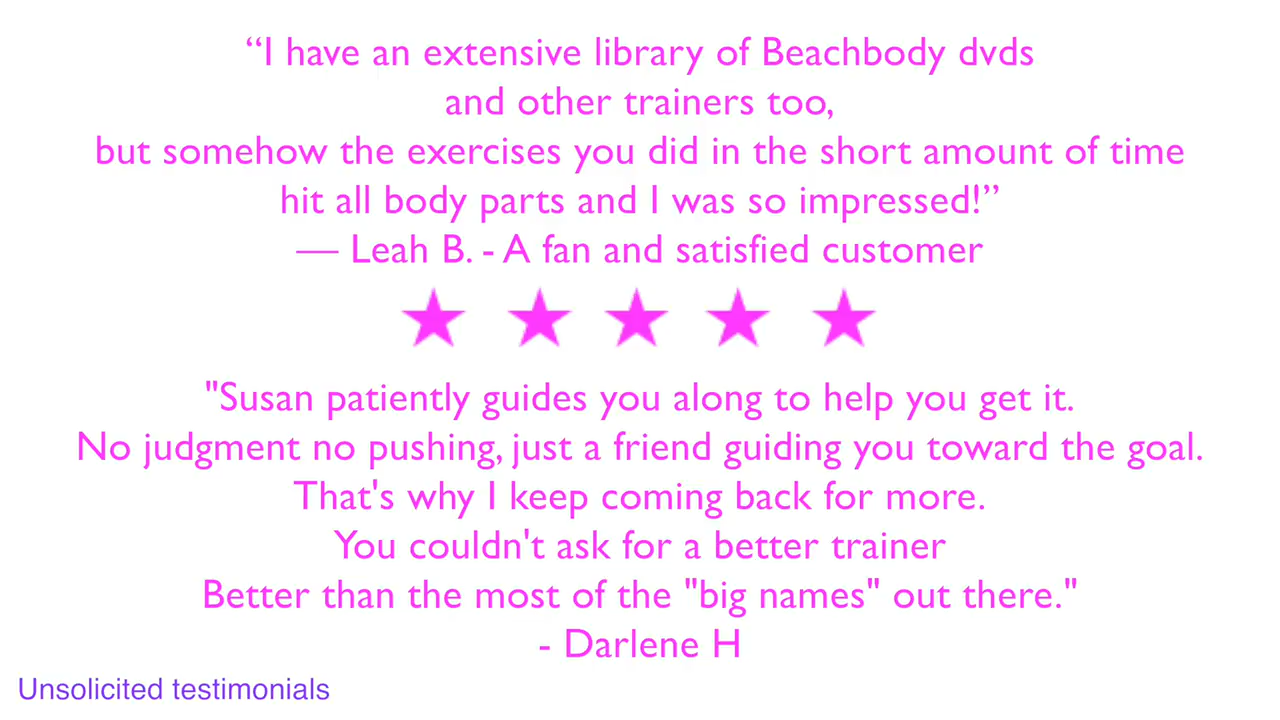 “I have an extensive library of Beachbody dvds
and other trainers too,
but somehow the exercises you did in the short amount of time
hit all body parts and I was so impressed!”
— Leah B. - A fan and satisfied customer
"Susan patiently guides you along to help you get it.
No judgment no pushing, just a friend guiding you toward the goal.
That's why I keep coming back for more.
You couldn't ask for a better trainer
Better than the most of the "big names" out there."
- Darlene H
Unsolicited testimonials